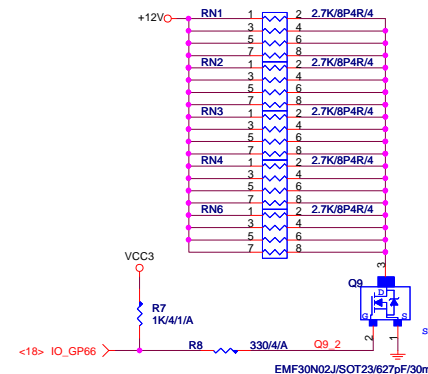 +12V RN1 1 2 2.7K/8P4R/4
3 4
5 6
7 8
RN2 1 2 2.7K/8P4R/4
3 4
5 6
7 8
RN3 1 2 2.7K/8P4R/4
3 4
5 6
7 8
RN4 1 2 2.7K/8P4R/4
3 4
5 6
7 8
RN6 1 2 2.7K/8P4R/4
3 4
5 6
7 8
VCC3
3
Q9
D
R7
1K/4/1/A
G S
S
2 1
<18> IO_GP66 R8 330/4/A Q9_2
EMF30N02J/SOT23/627pF/30m